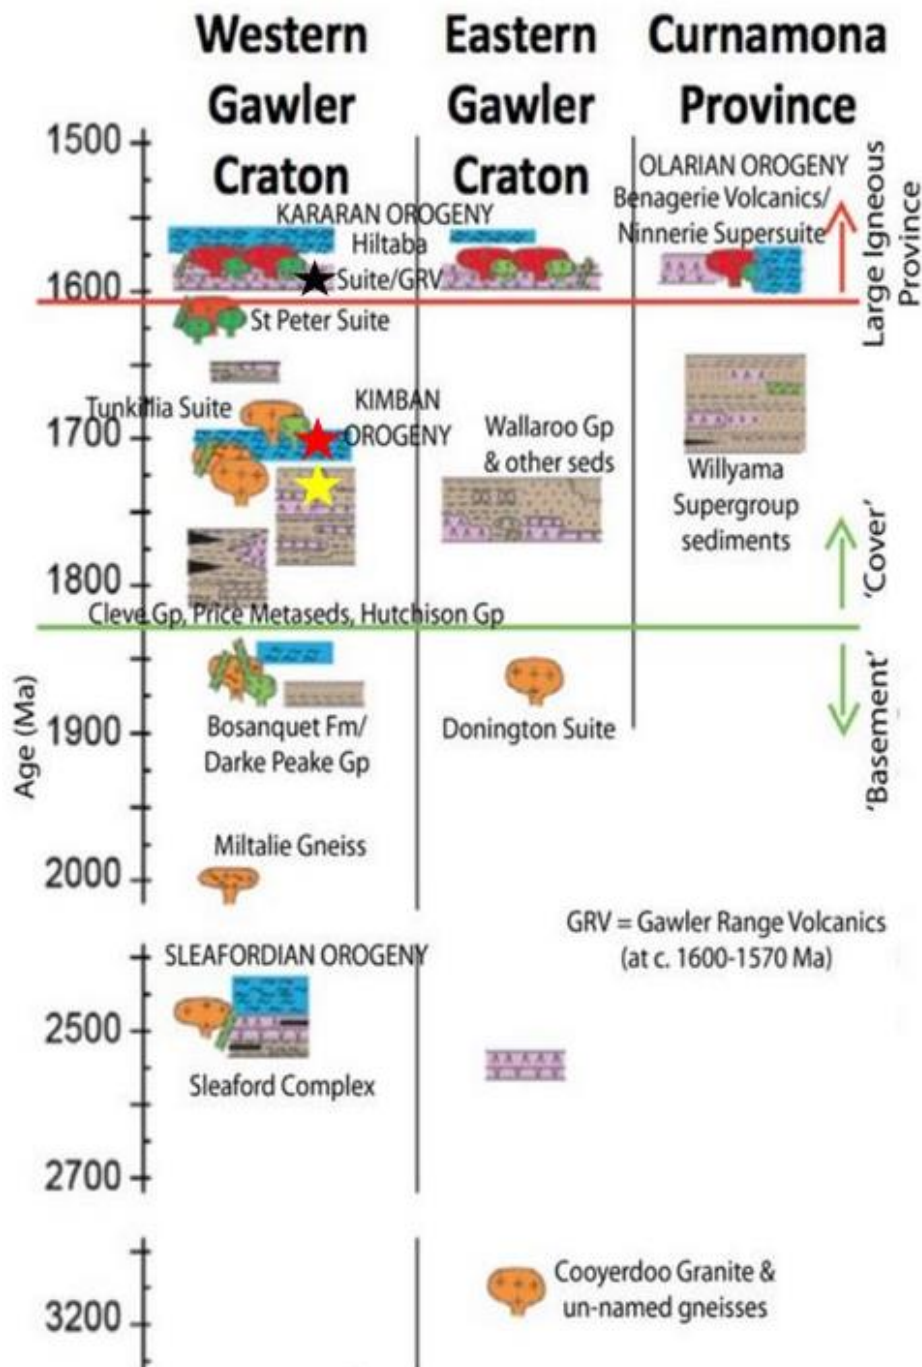 Western
Gawler
Craton
Eastern
Gawler
Craton
Curnamona
Province
1500
1600
1700
1800
1900
2000
2500
2700
3200
Age (Ma)
KARARAN OROGENY
Hiltaba
Suite/GRV
St Peter Suite
Tunkillia Suite
KIMBAN
OROGENY
Cleve Gp, Price Metaseds, Hutchison Gp
Bosanquet Fm/
Darke Peake Gp
Miltalie Gneiss
SLEAFORDIAN OROGENY
Sleaford Complex
Wallaroo Gp
& other seds
Donington Suite
Cooyerdoo Granite &
un-named gneisses
OLARIAN OROGENY
Benagerie Volcanics/
Ninnerie Supersuite
Willyama
Supergroup
sediments
GRV = Gawler Range Volcanics
(at c. 1600-1570 Ma)
Large Igneous
Province
'Cover'
'Basement'